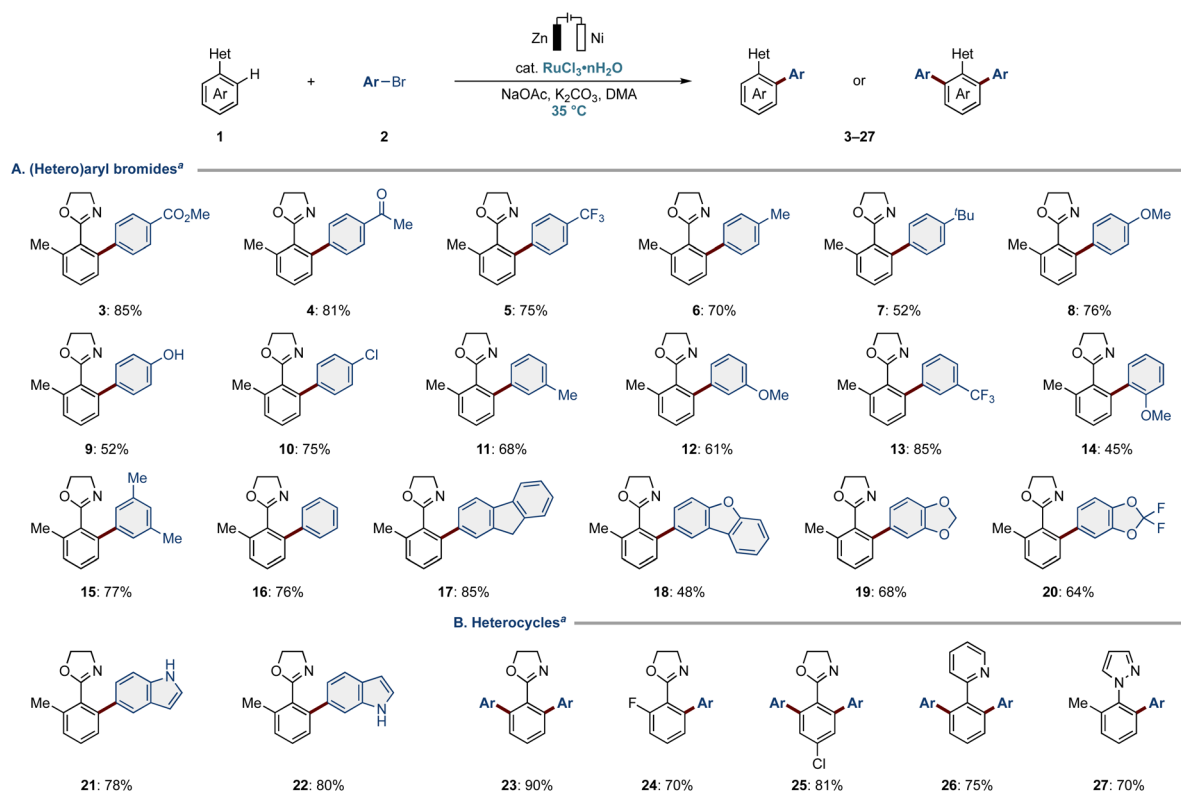 Zn Ni
Het
H
Ar
1
+
Ar–Br
2
cat. RuCl3•nH2O
NaOAc, K2CO3, DMA
35 °C
Het
Ar
Ar
or
Het
Ar Ar
Ar
3–27
A. (Hetero)aryl bromidesa
O N CO2Me Me
O N O Me Me
O N CF3 Me
O N Me Me
O N tBu Me
O N OMe Me
3: 85%
4: 81%
5: 75%
6: 70%
7: 52%
8: 76%
O N OH Me
O N Cl Me
O N Me Me
O N Me OMe
O N Me CF3
O N Me OMe
9: 52%
10: 75%
11: 68%
12: 61%
13: 85%
14: 45%
Me O N Me Me
O N Me
O N Me
O N O Me
O N O Me O
O N O F Me F O
15: 77%
16: 76%
17: 85%
18: 48%
19: 68%
20: 64%
B. Heterocyclesa
O N H N Me
O N Me N H
O N Ar Ar
O N F Ar
O N Ar Ar Cl
N Ar Ar
N N Me Ar
21: 78%
22: 80%
23: 90%
24: 70%
25: 81%
26: 75%
27: 70%